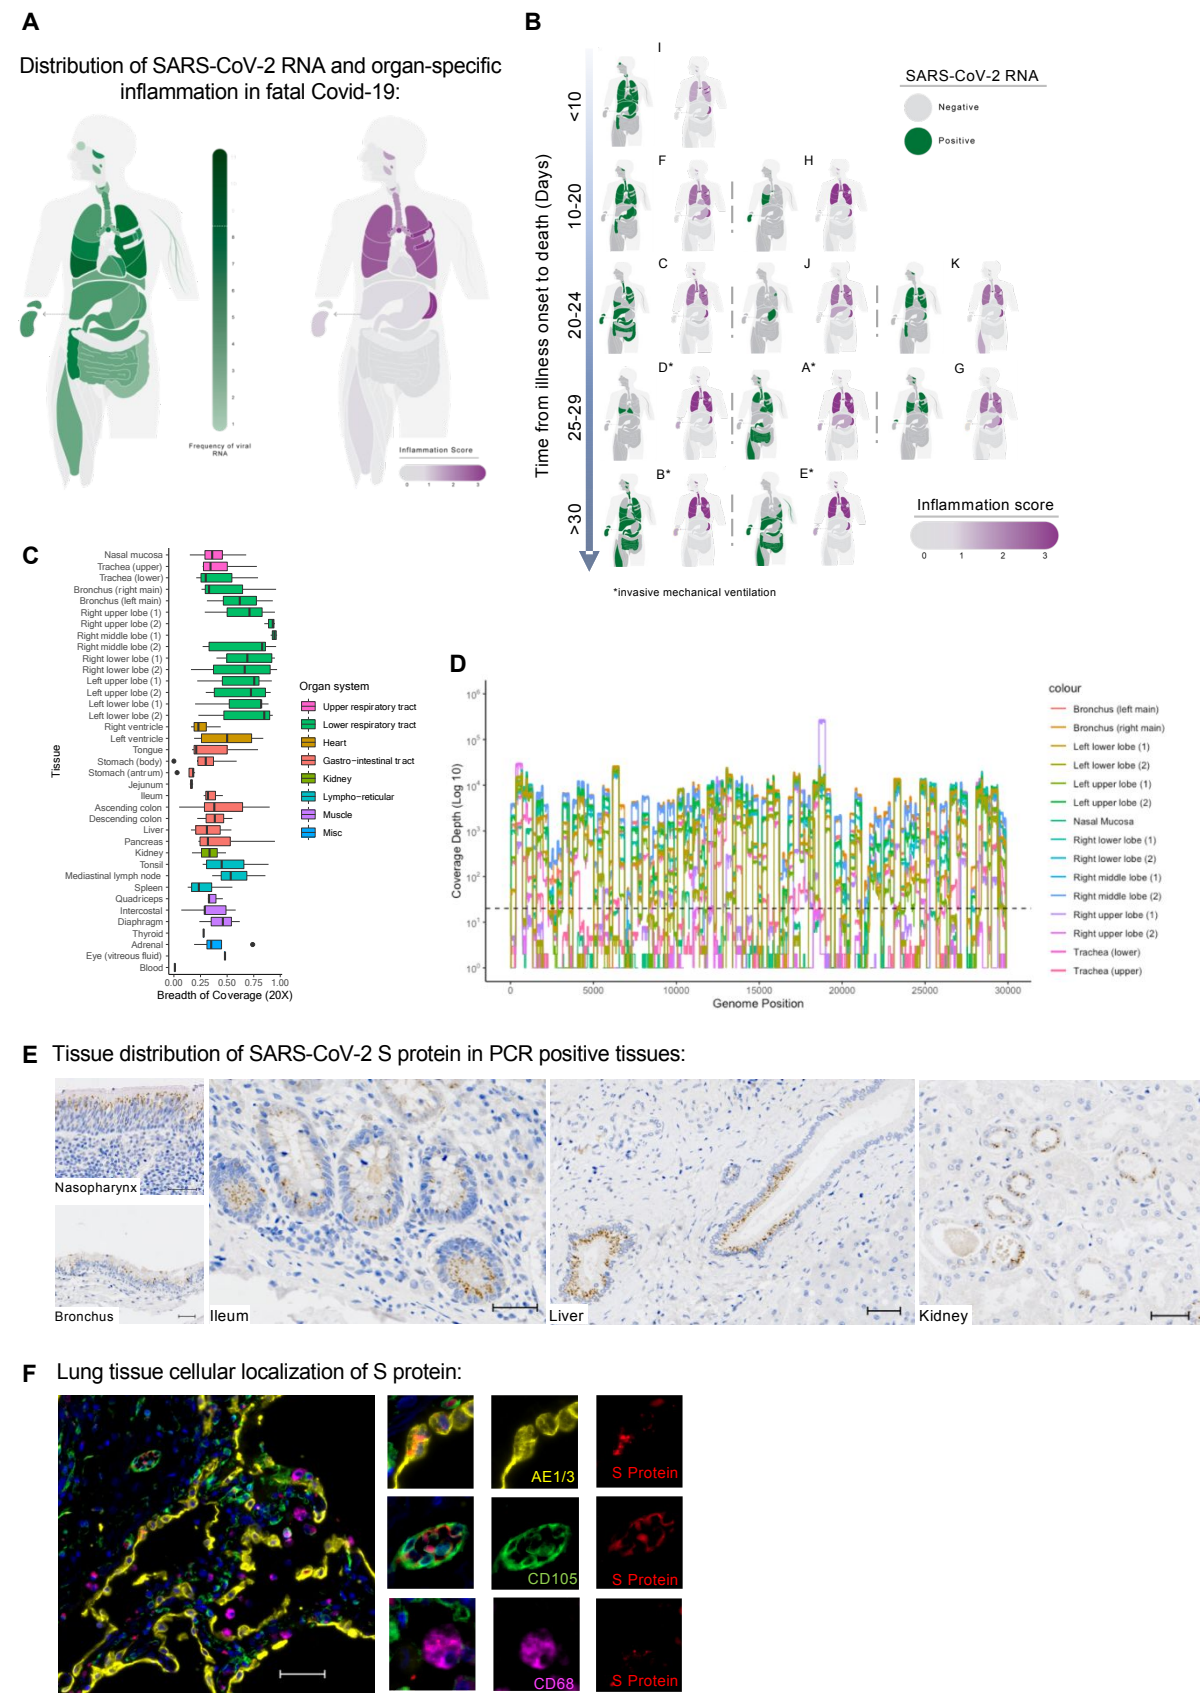 A
Distribution of SARS-CoV-2 RNA and organ-specific
inflammation in fatal Covid-19:
Frequency of viral
RNA
Inflammation Score
0 1 2 3
B
Time from illness onset to death (Days)
<10
10-20
20-24
25-29
>30
I
F
H
C
J
K
D*
A*
G
B*
E*
SARS-CoV-2 RNA
Negative
Positive
Inflammation score
0 1 2 3
*invasive mechanical ventilation
C
Tissue
Nasal mucosa
Trachea (upper)
Trachea (lower)
Bronchus (right main)
Bronchus (left main)
Right upper lobe (1)
Right upper lobe (2)
Right middle lobe (1)
Right middle lobe (2)
Right lower lobe (1)
Right lower lobe (2)
Left upper lobe (1)
Left upper lobe (2)
Left lower lobe (1)
Left lower lobe (2)
Right ventricle
Left ventricle
Tongue
Stomach (body)
Stomach (antrum)
Jejunum
Ileum
Ascending colon
Descending colon
Liver
Pancreas
Kidney
Tonsil
Mediastinal lymph node
Spleen
Quadriceps
Intercostal
Diaphragm
Thyroid
Adrenal
Eye (vitreous fluid)
Blood
0.00 0.25 0.50 0.75 1.00
Breadth of Coverage (20X)
Organ system
Upper respiratory tract
Lower respiratory tract
Heart
Gastro-intestinal tract
Kidney
Lympho-reticular
Muscle
Misc
D
Coverage Depth (Log 10)
10⁶
10⁵
10⁴
10³
10²
10¹
10⁰
0 5000 10000 15000 20000 25000 30000
Genome Position
colour
Bronchus (left main)
Bronchus (right main)
Left lower lobe (1)
Left lower lobe (2)
Left upper lobe (1)
Left upper lobe (2)
Nasal Mucosa
Right lower lobe (1)
Right lower lobe (2)
Right middle lobe (1)
Right middle lobe (2)
Right upper lobe (1)
Right upper lobe (2)
Trachea (lower)
Trachea (upper)
E Tissue distribution of SARS-CoV-2 S protein in PCR positive tissues:
Nasopharynx
Bronchus
Ileum
Liver
Kidney
F Lung tissue cellular localization of S protein:
AE1/3
S Protein
CD105
S Protein
CD68
S Protein